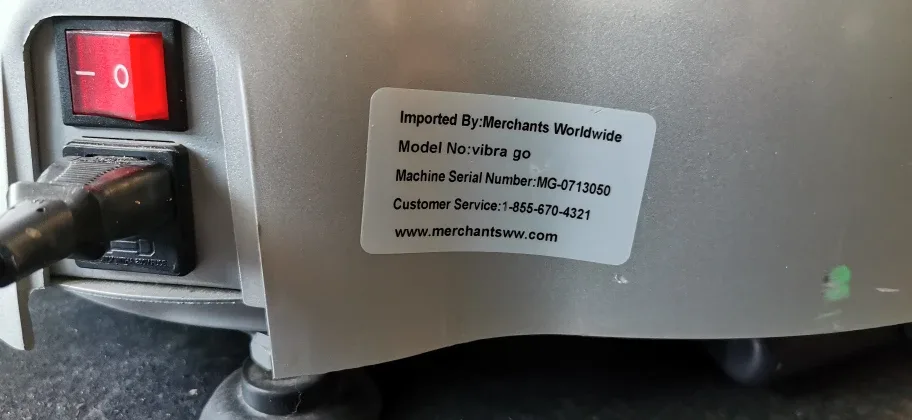 Imported By:Merchants Worldwide
Model No:vibra go
Machine Serial Number:MG-0713050
Customer Service:1-855-670-4321
www.merchantsww.com